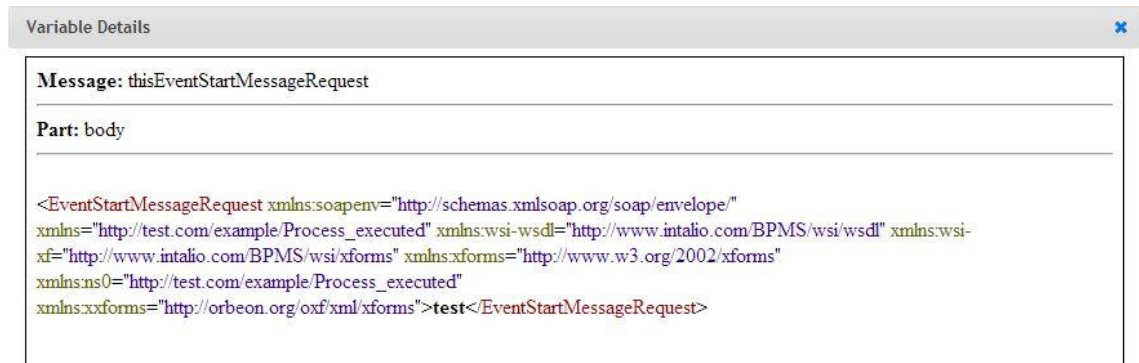 Variable Details
Message: thisEventStartMessageRequest
Part: body
<EventStartMessageRequest xmlns:soapenv="http://schemas.xmlsoap.org/soap/envelope/"
xmlns="http://test.com/example/Process_executed" xmlns:wsi-wsdl="http://www.intalio.com/BPMS/wsi/wsdl" xmlns:wsi-
xf="http://www.intalio.com/BPMS/wsi/xforms" xmlns:xforms="http://www.w3.org/2002/xforms"
xmlns:ns0="http://test.com/example/Process_executed"
xmlns:xxforms="http://orbeon.org/oxf/xml/xforms">test</EventStartMessageRequest>